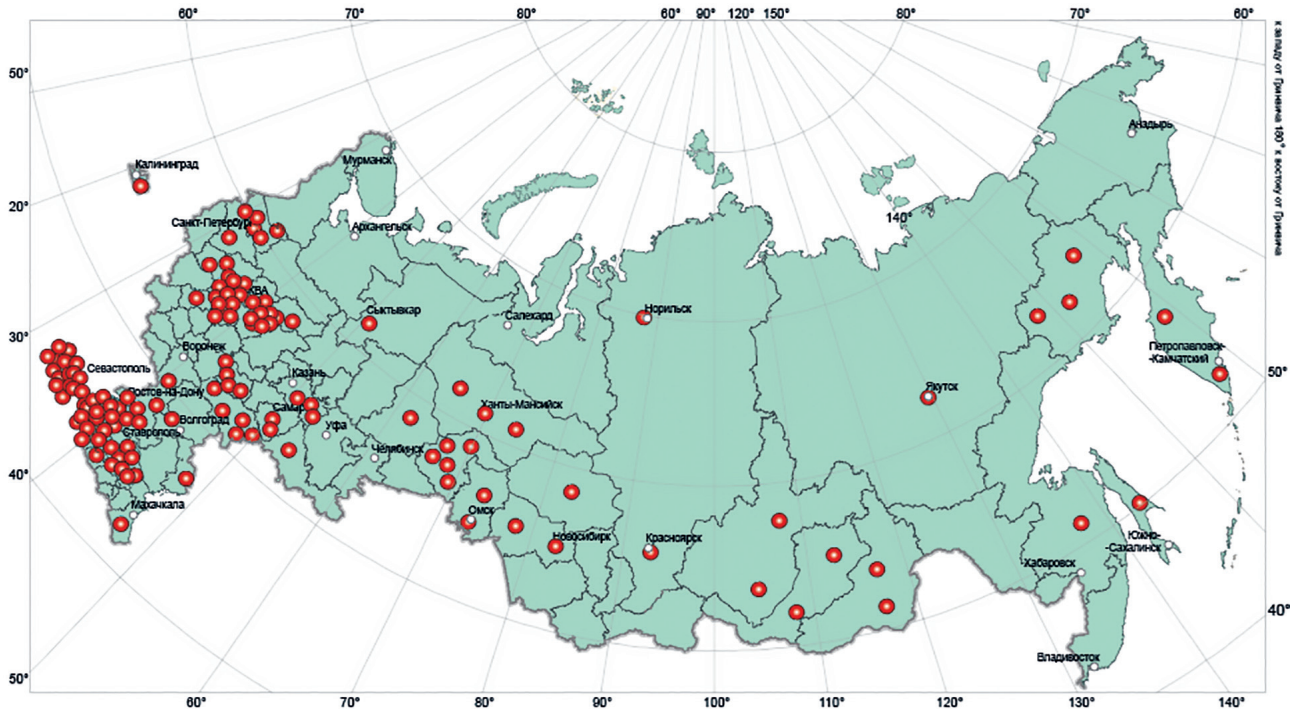 60° 70° 80° 60° 90° 120° 150° 80° 70° 60°
к западу от Гринвича 180° к востоку от Гринвича
50°
Анадырь
Калининград
Мурманск
20°
140°
Санкт-Петербург
Архангельск
КВА
Норильск
Сыктывкар
Салехард
30°
Воронеж
Петропавловск-
-Камчатский
Севастополь
Казань
50°
Якутск
Ростов-на-Дону
Ханты-Мансийск
Самар
Волгоград
Уфа
Ставрополь
Челябинск
40°
Махачкала
Омск
Новосибирк
Красноярск
Южно-
-Сахалинск
Хабаровск
40°
Владивосток
50°
60° 70° 80° 90° 100° 110° 120° 130° 140°